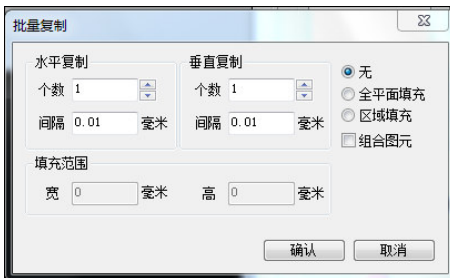 批量复制
水平复制
个数 1
间隔 0.01 毫米
垂直复制
个数 1
间隔 0.01 毫米
无
全平面填充
区域填充
组合图元
填充范围
宽 0 毫米 高 0 毫米
确认 取消